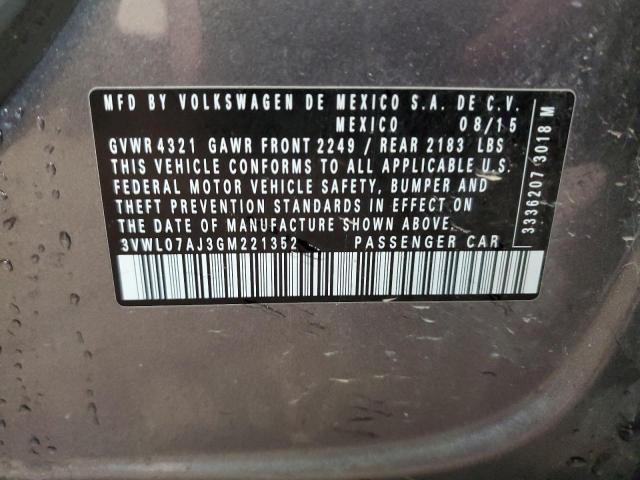 MFD BY VOLKSWAGEN DE MEXICO S.A. DE C.V.
MEXICO 08/15
GVWR 4321 GAWR FRONT 2249 / REAR 2183 LBS
THIS VEHICLE CONFORMS TO ALL APPLICABLE U.S.
FEDERAL MOTOR VEHICLE SAFETY, BUMPER AND
THEFT PREVENTION STANDARDS IN EFFECT ON
THE DATE OF MANUFACTURE SHOWN ABOVE.
3VWL07AJ3GM221352 PASSENGER CAR
3336207 3018 M